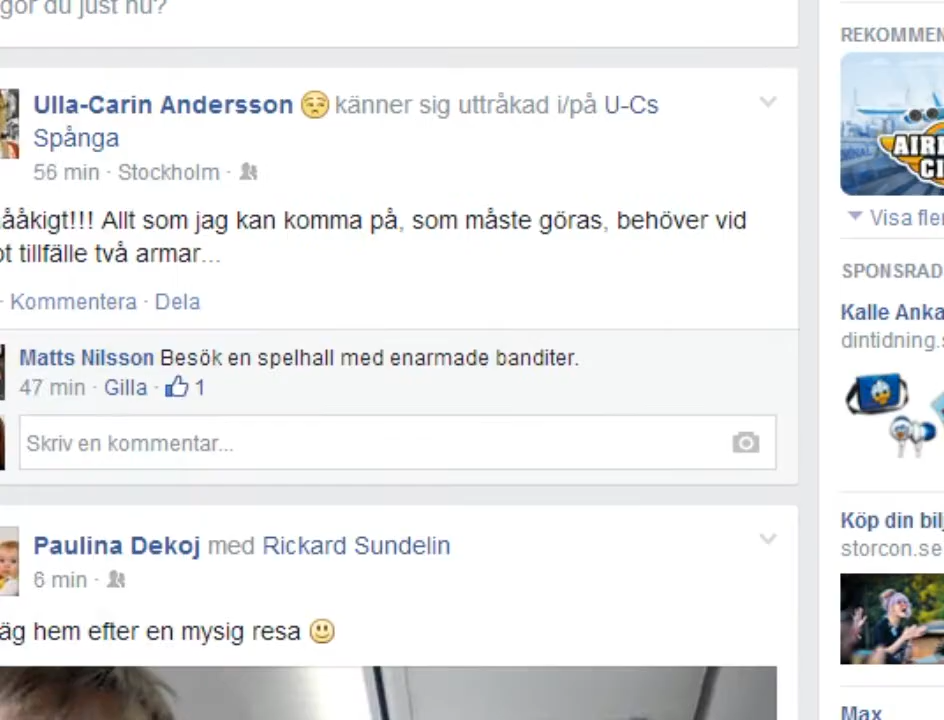 gör du just nu?
Ulla-Carin Andersson känner sig uttråkad i/på U-Cs
Spånga
56 min · Stockholm ·
ååkigt!!! Allt som jag kan komma på, som måste göras, behöver vid
ot tillfälle två armar...
· Kommentera · Dela
Matts Nilsson Besök en spelhall med enarmade banditer.
47 min · Gilla · 1
Skriv en kommentar...
Paulina Dekoj med Rickard Sundelin
6 min ·
äg hem efter en mysig resa
REKOMMEN
AIR
CI
Visa fler
SPONSRAD
Kalle Anka
dintidning.s
Köp din bilj
storcon.se
Max